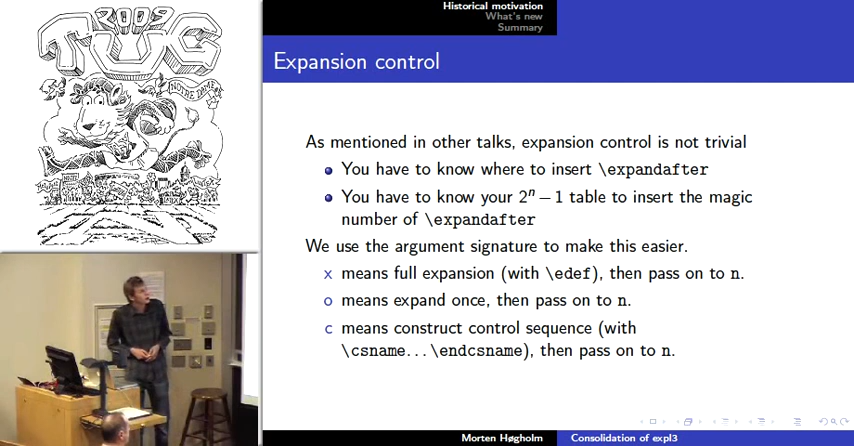 2009
TUG
NOTRE DAME
Historical motivation
What's new
Summary
Expansion control
As mentioned in other talks, expansion control is not trivial
You have to know where to insert \expandafter
You have to know your 2^n − 1 table to insert the magic
number of \expandafter
We use the argument signature to make this easier.
x means full expansion (with \edef), then pass on to n.
o means expand once, then pass on to n.
c means construct control sequence (with
\csname...\endcsname), then pass on to n.
Morten Høgholm
Consolidation of expl3